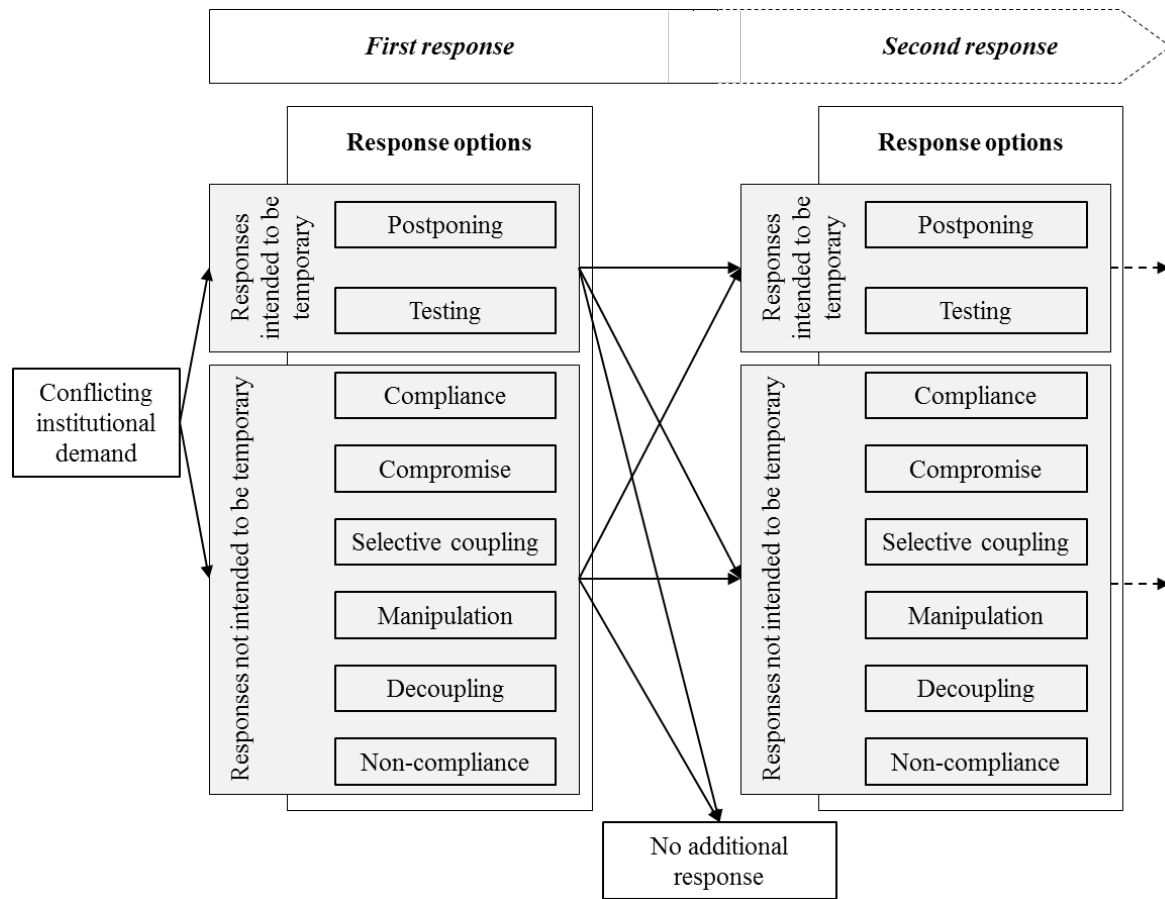 First response
Second response
Response options
Responses
intended to be
temporary
Postponing
Testing
Responses not intended to be temporary
Compliance
Compromise
Selective coupling
Manipulation
Decoupling
Non-compliance
Conflicting
institutional
demand
Response options
Responses
intended to be
temporary
Postponing
Testing
Responses not intended to be temporary
Compliance
Compromise
Selective coupling
Manipulation
Decoupling
Non-compliance
No additional
response